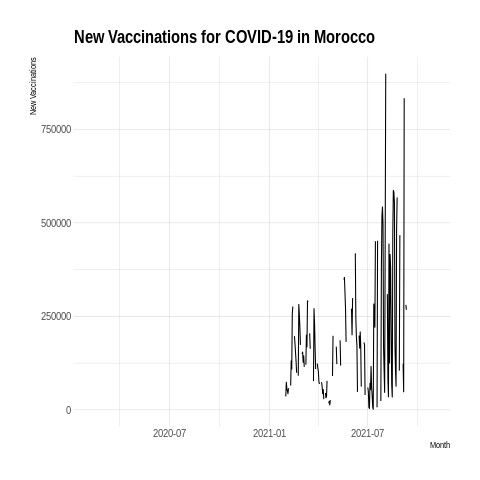 New Vaccinations for COVID-19 in Morocco
New Vaccinations
750000
500000
250000
0
2020-07
2021-01
2021-07
Month